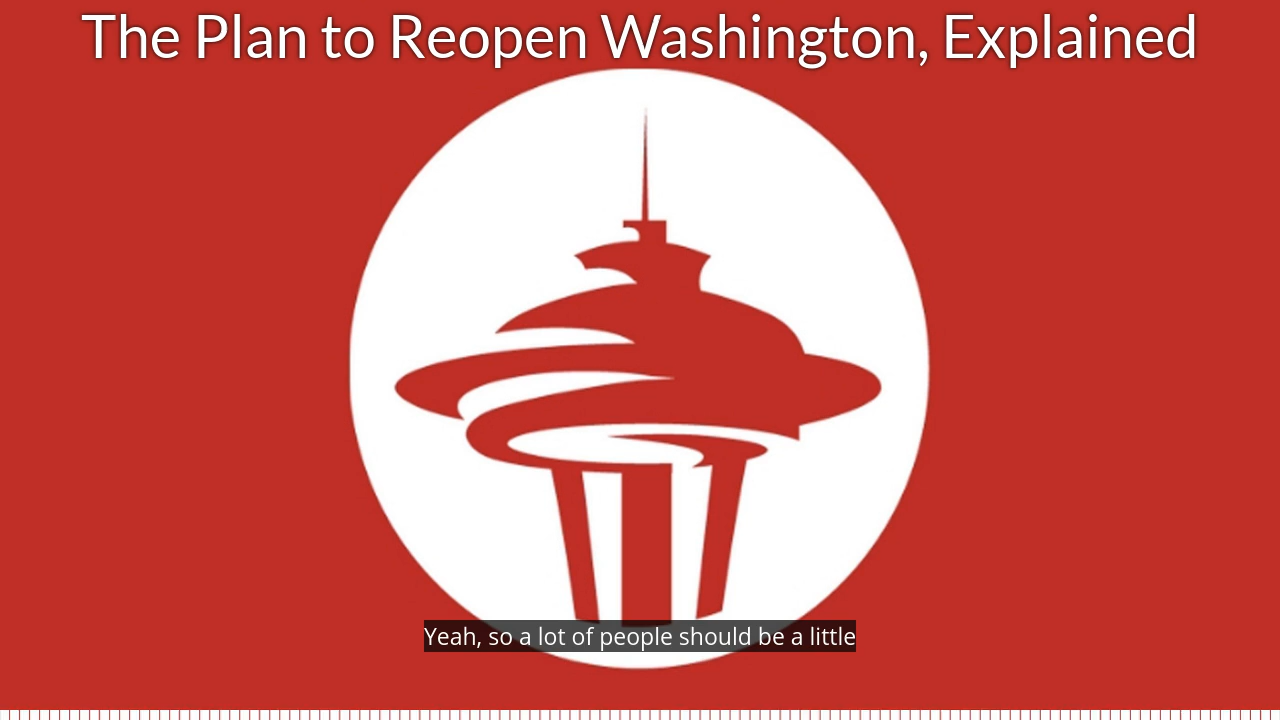 The Plan to Reopen Washington, Explained
Yeah, so a lot of people should be a little